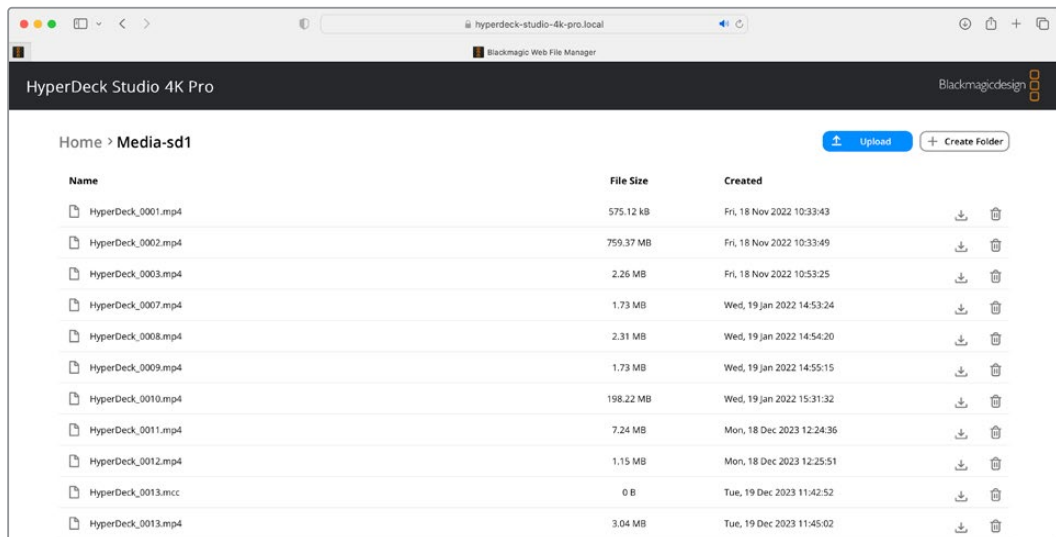 hyperdeck-studio-4k-pro.local
Blackmagic Web File Manager
HyperDeck Studio 4K Pro
Blackmagicdesign
Home > Media-sd1
Upload
+ Create Folder
Name File Size Created
HyperDeck_0001.mp4 575.12 kB Fri, 18 Nov 2022 10:33:43
HyperDeck_0002.mp4 759.37 MB Fri, 18 Nov 2022 10:33:49
HyperDeck_0003.mp4 2.26 MB Fri, 18 Nov 2022 10:53:25
HyperDeck_0007.mp4 1.73 MB Wed, 19 Jan 2022 14:53:24
HyperDeck_0008.mp4 2.31 MB Wed, 19 Jan 2022 14:54:20
HyperDeck_0009.mp4 1.73 MB Wed, 19 Jan 2022 14:55:15
HyperDeck_0010.mp4 198.22 MB Wed, 19 Jan 2022 15:31:32
HyperDeck_0011.mp4 7.24 MB Mon, 18 Dec 2023 12:24:36
HyperDeck_0012.mp4 1.15 MB Mon, 18 Dec 2023 12:25:51
HyperDeck_0013.mcc 0 B Tue, 19 Dec 2023 11:42:52
HyperDeck_0013.mp4 3.04 MB Tue, 19 Dec 2023 11:45:02